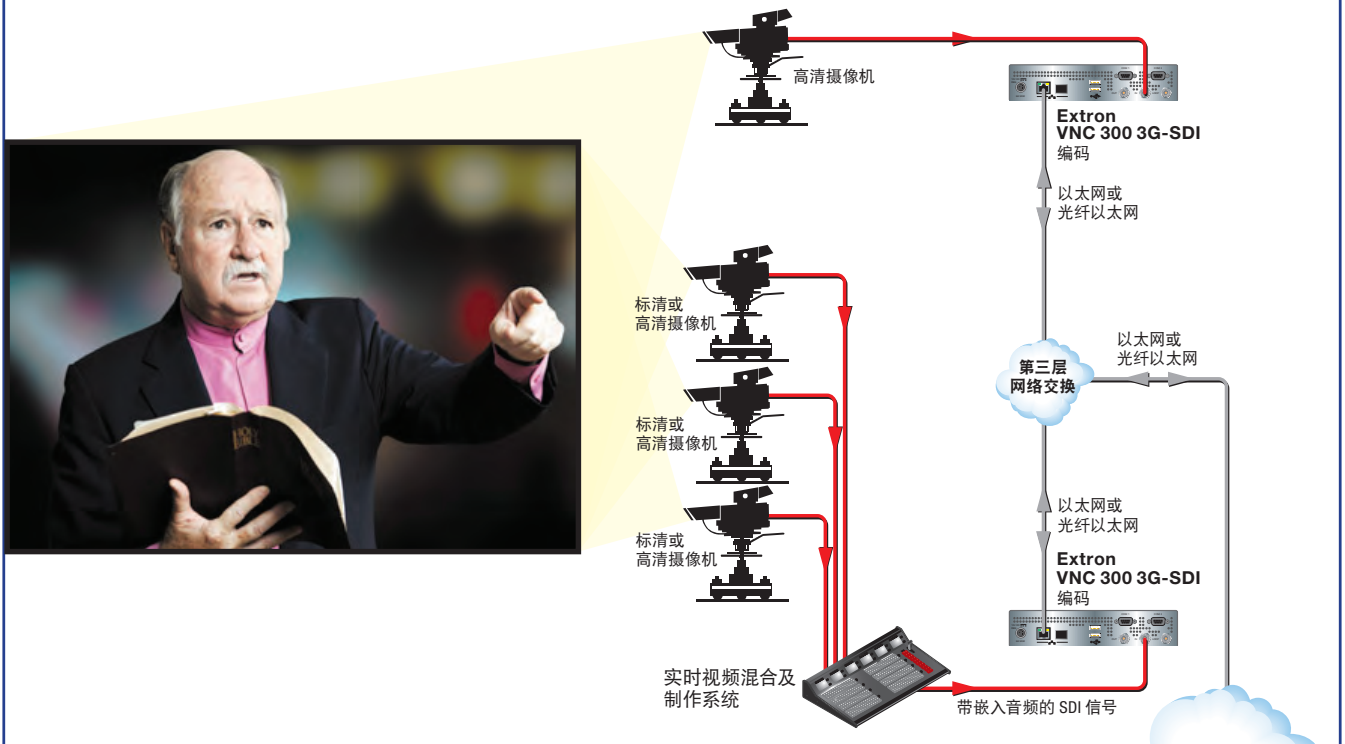 高清摄像机
Extron
VNC 300 3G-SDI
编码
以太网或
光纤以太网
标清或
高清摄像机
以太网或
光纤以太网
第三层
网络交换
标清或
高清摄像机
以太网或
光纤以太网
标清或
高清摄像机
Extron
VNC 300 3G-SDI
编码
实时视频混合及
制作系统
带嵌入音频的 SDI 信号
HOLY
BIBLE